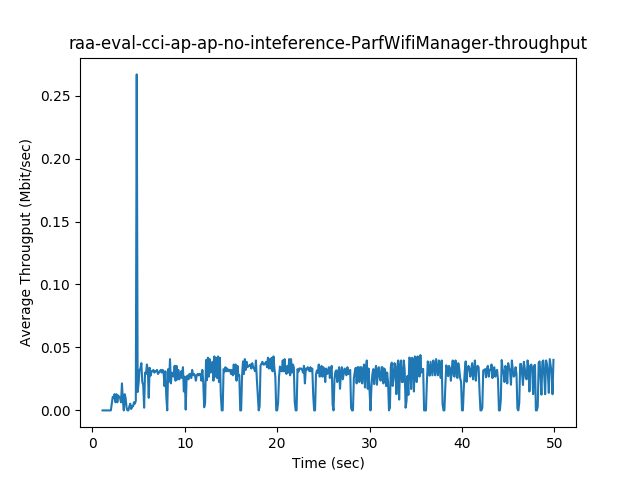 raa-eval-cci-ap-ap-no-inteference-ParfWifiManager-throughput
0.25
0.20
0.15
0.10
0.05
0.00
Average Througput (Mbit/sec)
0 10 20 30 40 50
Time (sec)